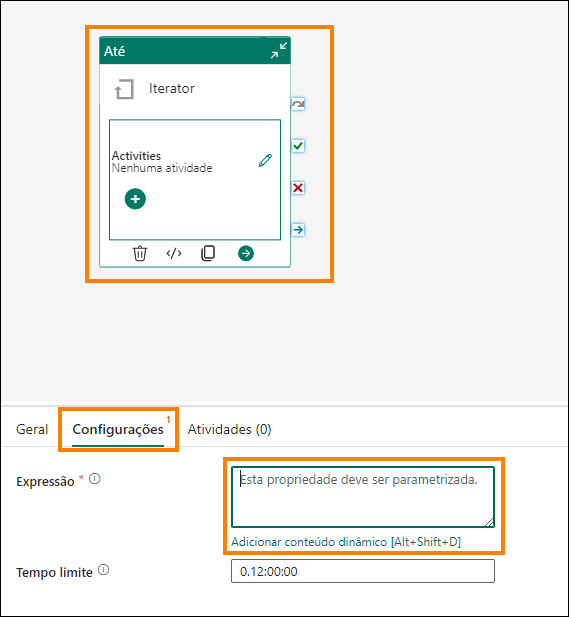 Até
Iterator
Activities
Nenhuma atividade
Geral
Configurações 1
Atividades (0)
Expressão *
Esta propriedade deve ser parametrizada.
Adicionar conteúdo dinâmico [Alt+Shift+D]
Tempo limite
0.12:00:00